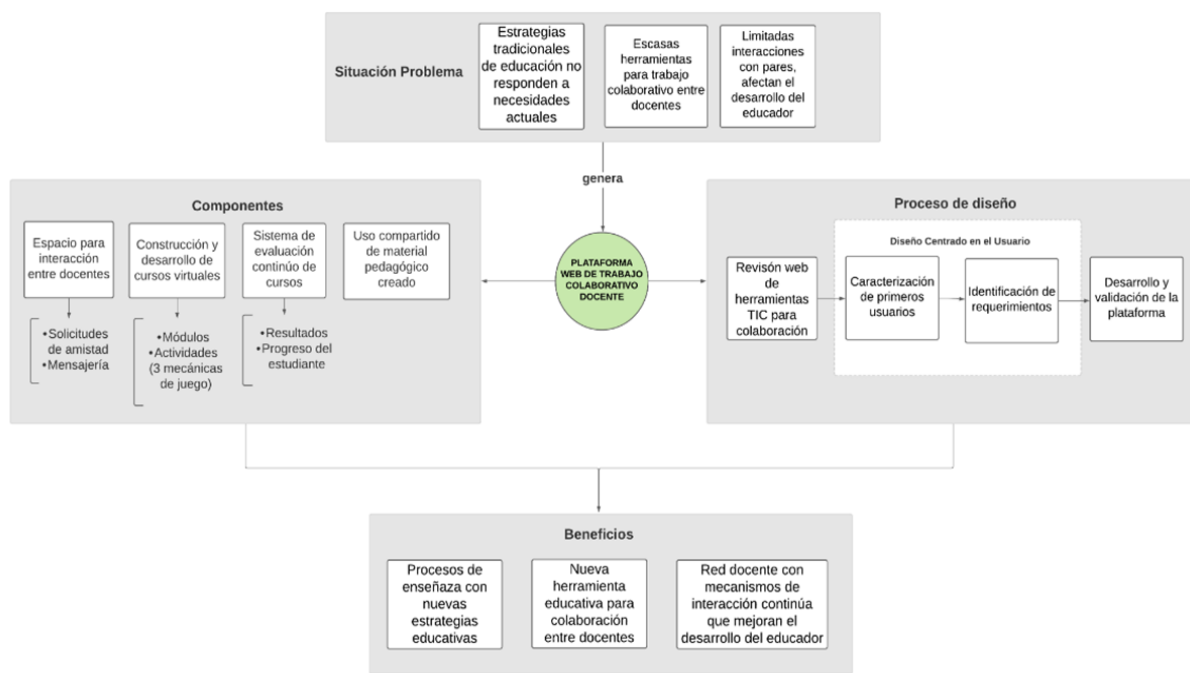 Situación Problema
Estrategias
tradicionales
de educación no
responden a
necesidades
actuales
Escasas
herramientas
para trabajo
colaborativo entre
docentes
Limitadas
interacciones
con pares,
afectan el
desarrollo del
educador
genera
Componentes
Espacio para
interacción
entre docentes
Construcción y
desarrollo de
cursos virtuales
Sistema de
evaluación
continúo de
cursos
Uso compartido
de material
pedagógico
creado
•Solicitudes
de amistad
•Mensajería
•Módulos
•Actividades
(3 mecánicas
de juego)
•Resultados
•Progreso del
estudiante
PLATAFORMA
WEB DE TRABAJO
COLABORATIVO
DOCENTE
Proceso de diseño
Diseño Centrado en el Usuario
Revisón web
de
herramientas
TIC para
colaboración
Caracterización
de primeros
usuarios
Identificación de
requerimientos
Desarrollo y
validación de la
plataforma
Beneficios
Procesos de
enseñaza con
nuevas
estrategias
educativas
Nueva
herramienta
educativa para
colaboración
entre docentes
Red docente con
mecanismos de
interacción continúa
que mejoran el
desarrollo del educador